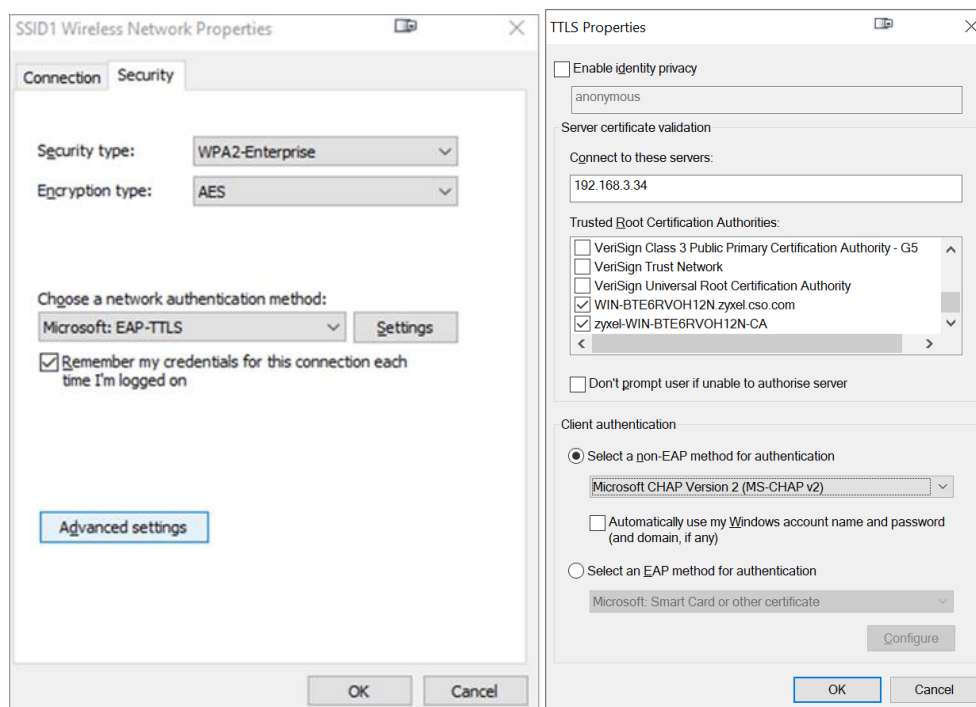 SSID1 Wireless Network Properties
Connection
Security
Security type:
WPA2-Enterprise
Encryption type:
AES
Choose a network authentication method:
Microsoft: EAP-TTLS
Settings
Remember my credentials for this connection each
time I'm logged on
Advanced settings
OK
Cancel
TTLS Properties
Enable identity privacy
anonymous
Server certificate validation
Connect to these servers:
192.168.3.34
Trusted Root Certification Authorities:
VeriSign Class 3 Public Primary Certification Authority - G5
VeriSign Trust Network
VeriSign Universal Root Certification Authority
WIN-BTE6RVOH12N.zyxel.cso.com
zyxel-WIN-BTE6RVOH12N-CA
Don't prompt user if unable to authorise server
Client authentication
Select a non-EAP method for authentication
Microsoft CHAP Version 2 (MS-CHAP v2)
Automatically use my Windows account name and password
(and domain, if any)
Select an EAP method for authentication
Microsoft: Smart Card or other certificate
Configure
OK
Cancel